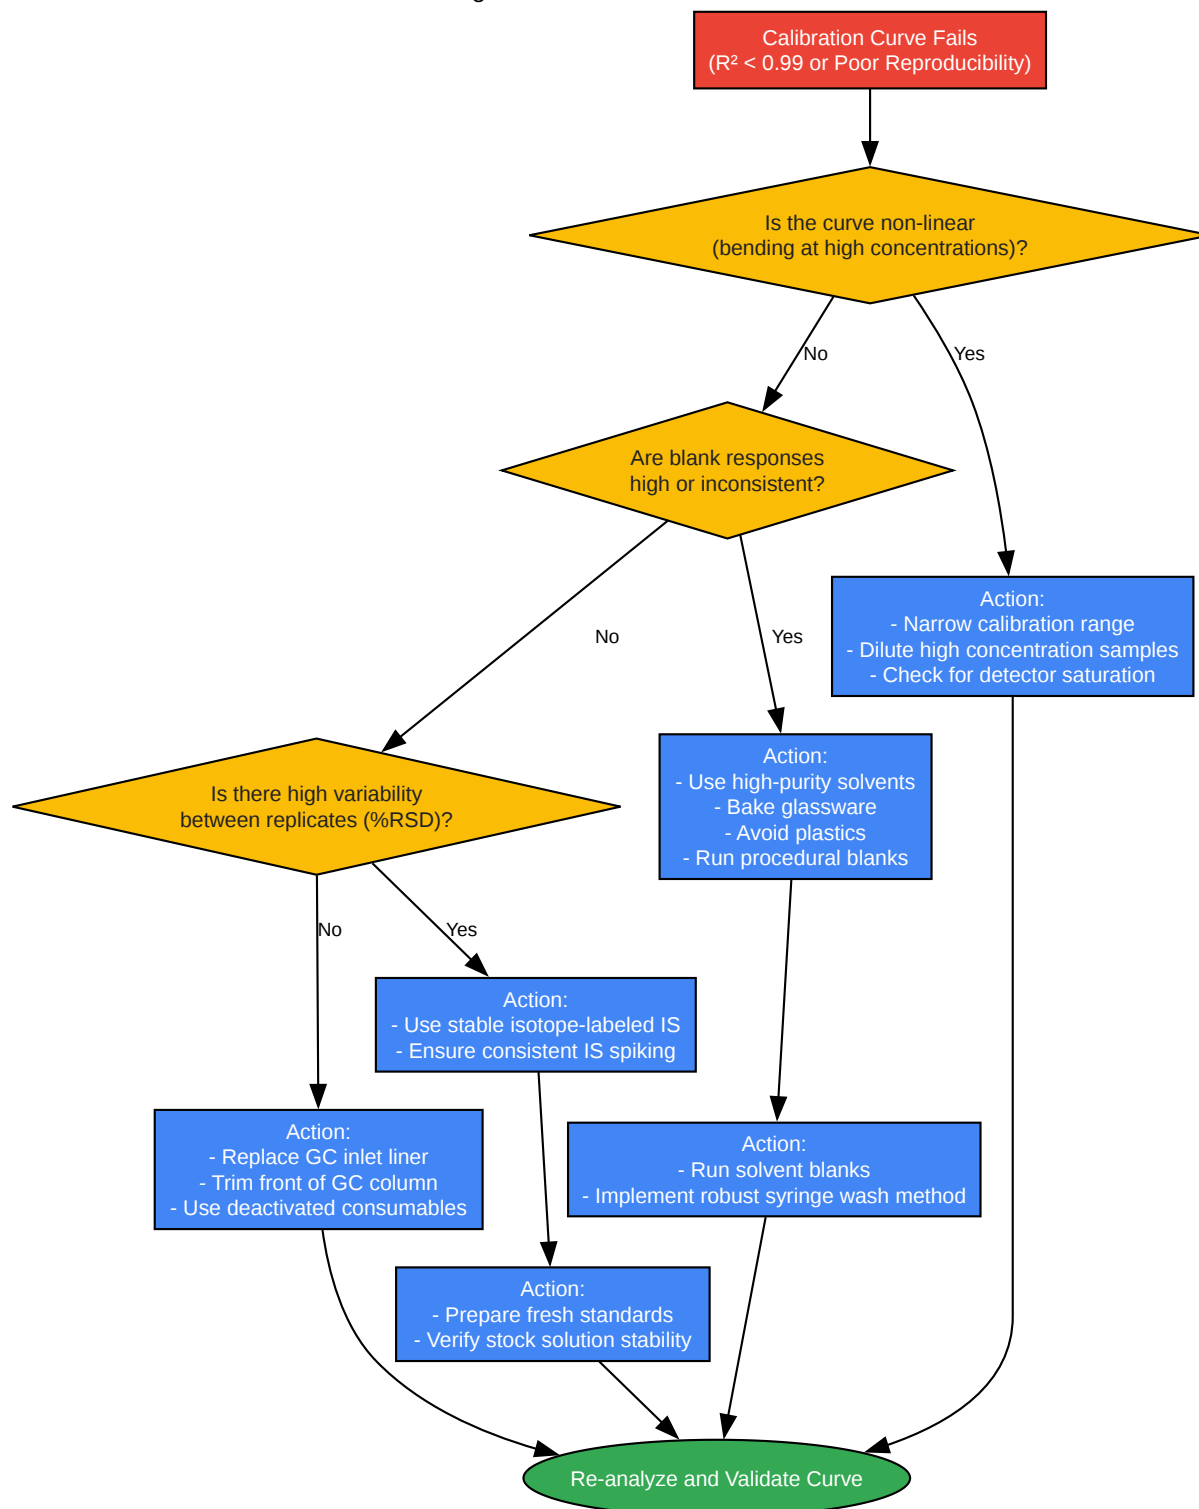 Calibration Curve Fails
(R² < 0.99 or Poor Reproducibility)
Is the curve non-linear
(bending at high concentrations)?
No
Yes
Are blank responses
high or inconsistent?
Action:
- Narrow calibration range
- Dilute high concentration samples
- Check for detector saturation
No
Yes
Is there high variability
between replicates (%RSD)?
Action:
- Use high-purity solvents
- Bake glassware
- Avoid plastics
- Run procedural blanks
No
Yes
Action:
- Use stable isotope-labeled IS
- Ensure consistent IS spiking
Action:
- Replace GC inlet liner
- Trim front of GC column
- Use deactivated consumables
Action:
- Run solvent blanks
- Implement robust syringe wash method
Action:
- Prepare fresh standards
- Verify stock solution stability
Re-analyze and Validate Curve